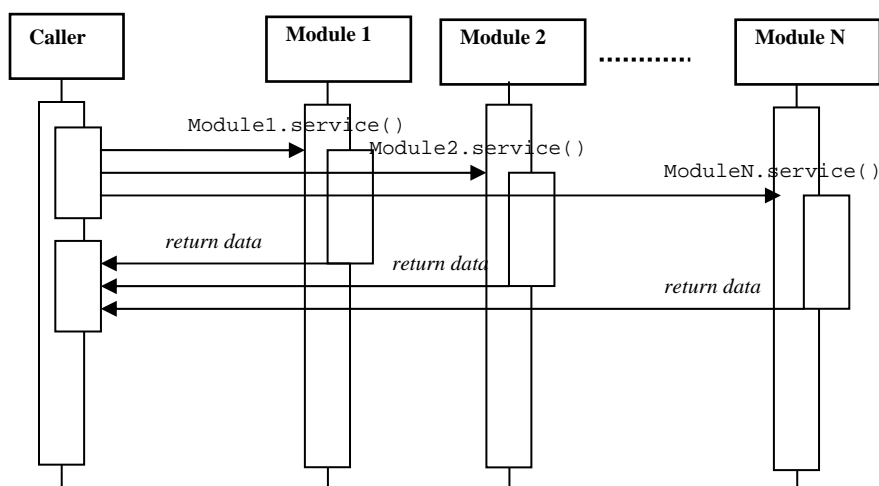 Caller
Module 1
Module 2
Module N
Module1.service()
Module2.service()
ModuleN.service()
return data
return data
return data